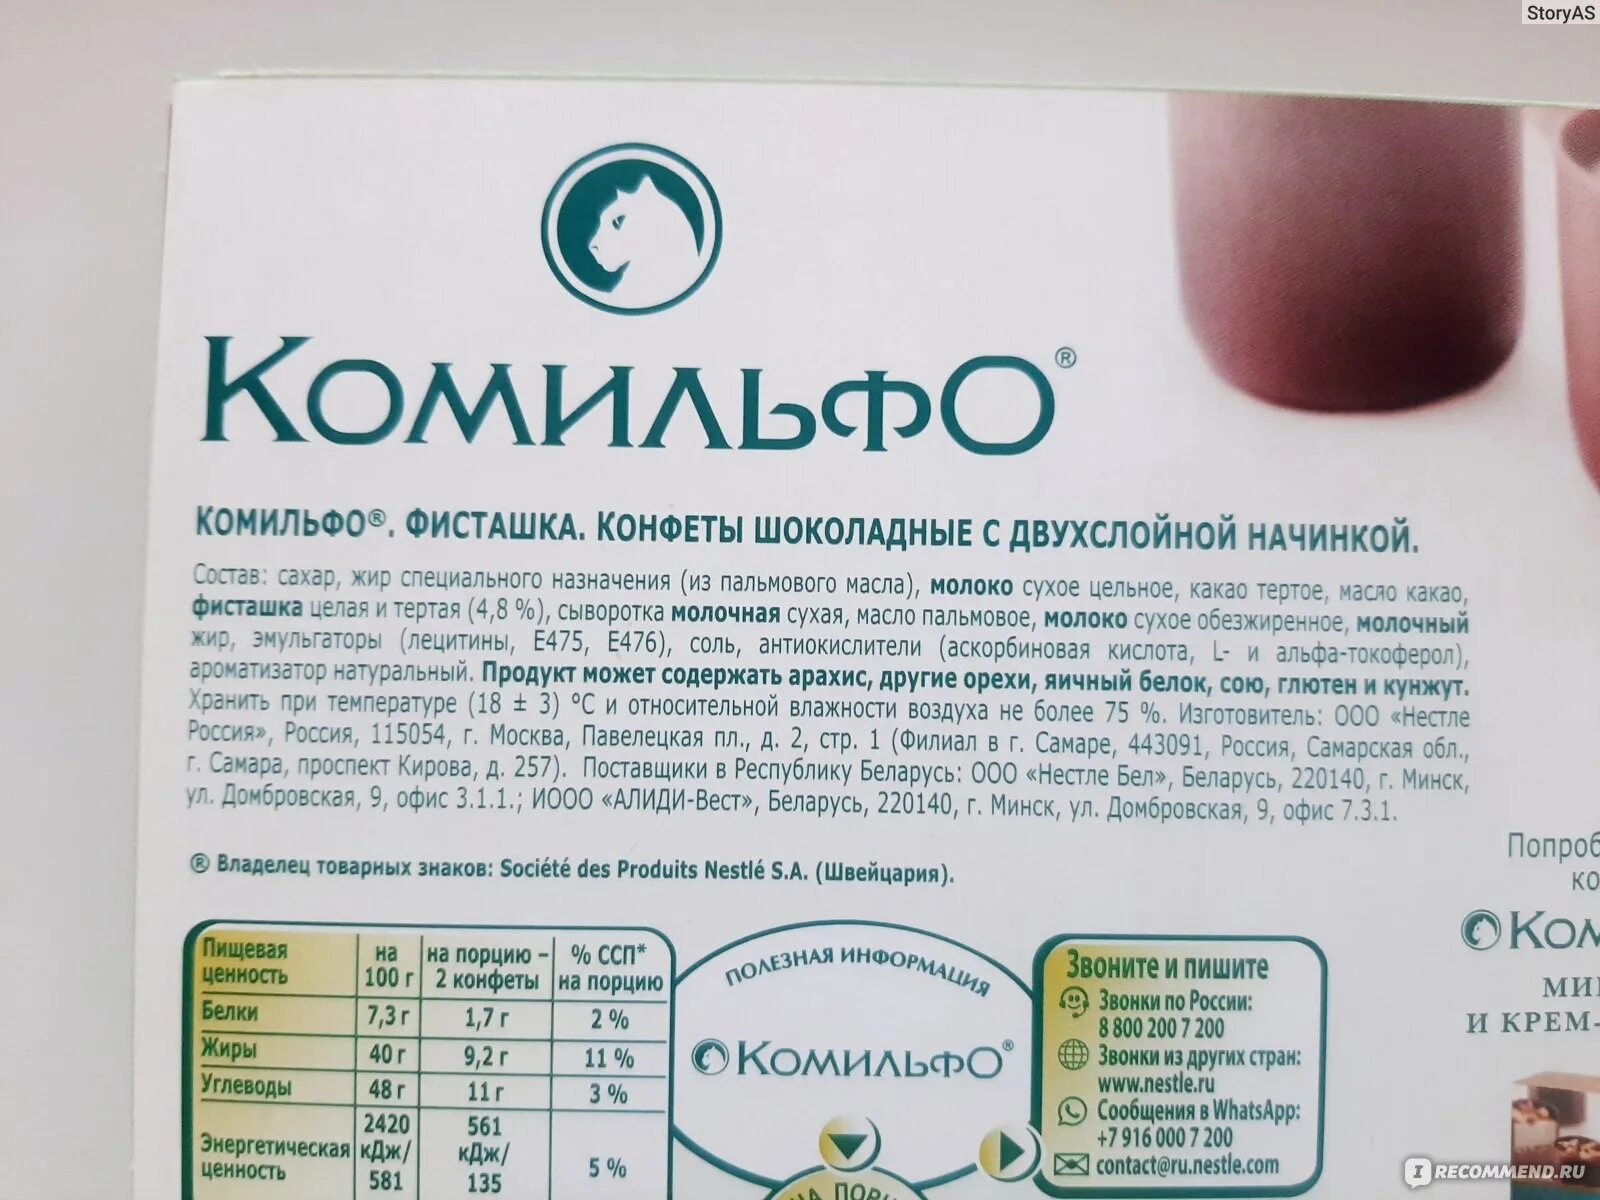 StoryAS
КОМИЛЬФО®
КОМИЛЬФО®. ФИСТАШКА. КОНФЕТЫ ШОКОЛАДНЫЕ С ДВУХСЛОЙНОЙ НАЧИНКОЙ.
Состав: сахар, жир специального назначения (из пальмового масла), молоко сухое цельное, какао тертое, масло какао,
фисташка целая и тертая (4,8 %), сыворотка молочная сухая, масло пальмовое, молоко сухое обезжиренное, молочный
жир, эмульгаторы (лецитины, E475, E476), соль, антиокислители (аскорбиновая кислота, L- и альфа-токоферол),
ароматизатор натуральный. Продукт может содержать арахис, другие орехи, яичный белок, сою, глютен и кунжут.
Хранить при температуре (18 ± 3) °C и относительной влажности воздуха не более 75 %. Изготовитель: ООО «Нестле
Россия», Россия, 115054, г. Москва, Павелецкая пл., д. 2, стр. 1 (Филиал в г. Самаре, 443091, Россия, Самарская обл.,
г. Самара, проспект Кирова, д. 257). Поставщики в Республику Беларусь: ООО «Нестле Бел», Беларусь, 220140, г. Минск,
ул. Домбровская, 9, офис 3.1.1.; ИООО «АЛИДИ-Вест», Беларусь, 220140, г. Минск, ул. Домбровская, 9, офис 7.3.1.
® Владелец товарных знаков: Société des Produits Nestlé S.A. (Швейцария).
Пищевая ценность на 100 г на порцию – 2 конфеты % ССП* на порцию
Белки 7,3 г 1,7 г 2 %
Жиры 40 г 9,2 г 11 %
Углеводы 48 г 11 г 3 %
Энергетическая ценность 2420 кДж/ 581 561 кДж/ 135 5 %
ПОЛЕЗНАЯ ИНФОРМАЦИЯ
КОМИЛЬФО®
НА ПОРЦ
Звоните и пишите
Звонки по России:
8 800 200 7 200
Звонки из других стран:
www.nestle.ru
Сообщения в WhatsApp:
+7 916 000 7 200
contact@ru.nestle.com
Попроб
ко
КОМ
МИ
И КРЕМ-
IRECOMMEND.RU